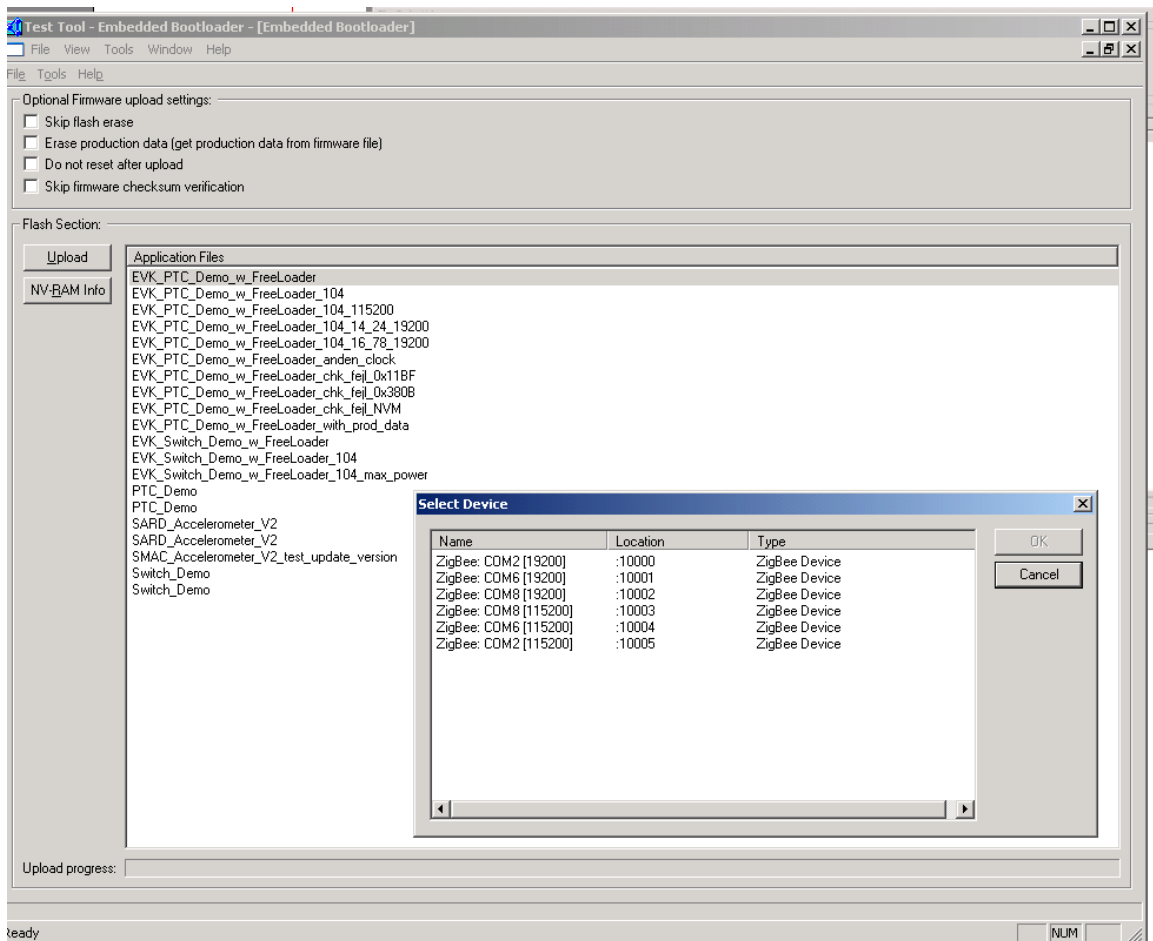 Test Tool - Embedded Bootloader - [Embedded Bootloader]
File View Tools Window Help
File Tools Help
Optional Firmware upload settings:
Skip flash erase
Erase production data (get production data from firmware file)
Do not reset after upload
Skip firmware checksum verification
Flash Section:
Upload
NV-RAM Info
Application Files
EVK_PTC_Demo_w_FreeLoader
EVK_PTC_Demo_w_FreeLoader_104
EVK_PTC_Demo_w_FreeLoader_104_115200
EVK_PTC_Demo_w_FreeLoader_104_14_24_19200
EVK_PTC_Demo_w_FreeLoader_104_16_78_19200
EVK_PTC_Demo_w_FreeLoader_anden_clock
EVK_PTC_Demo_w_FreeLoader_chk_fejl_0x11BF
EVK_PTC_Demo_w_FreeLoader_chk_fejl_0x380B
EVK_PTC_Demo_w_FreeLoader_chk_fejl_NVM
EVK_PTC_Demo_w_FreeLoader_with_prod_data
EVK_Switch_Demo_w_FreeLoader
EVK_Switch_Demo_w_FreeLoader_104
EVK_Switch_Demo_w_FreeLoader_104_max_power
PTC_Demo
PTC_Demo
SARD_Accelerometer_V2
SARD_Accelerometer_V2
SMAC_Accelerometer_V2_test_update_version
Switch_Demo
Switch_Demo
Select Device
Name Location Type
ZigBee: COM2 [19200] :10000 ZigBee Device
ZigBee: COM6 [19200] :10001 ZigBee Device
ZigBee: COM8 [19200] :10002 ZigBee Device
ZigBee: COM8 [115200] :10003 ZigBee Device
ZigBee: COM6 [115200] :10004 ZigBee Device
ZigBee: COM2 [115200] :10005 ZigBee Device
OK
Cancel
Upload progress:
Ready
NUM